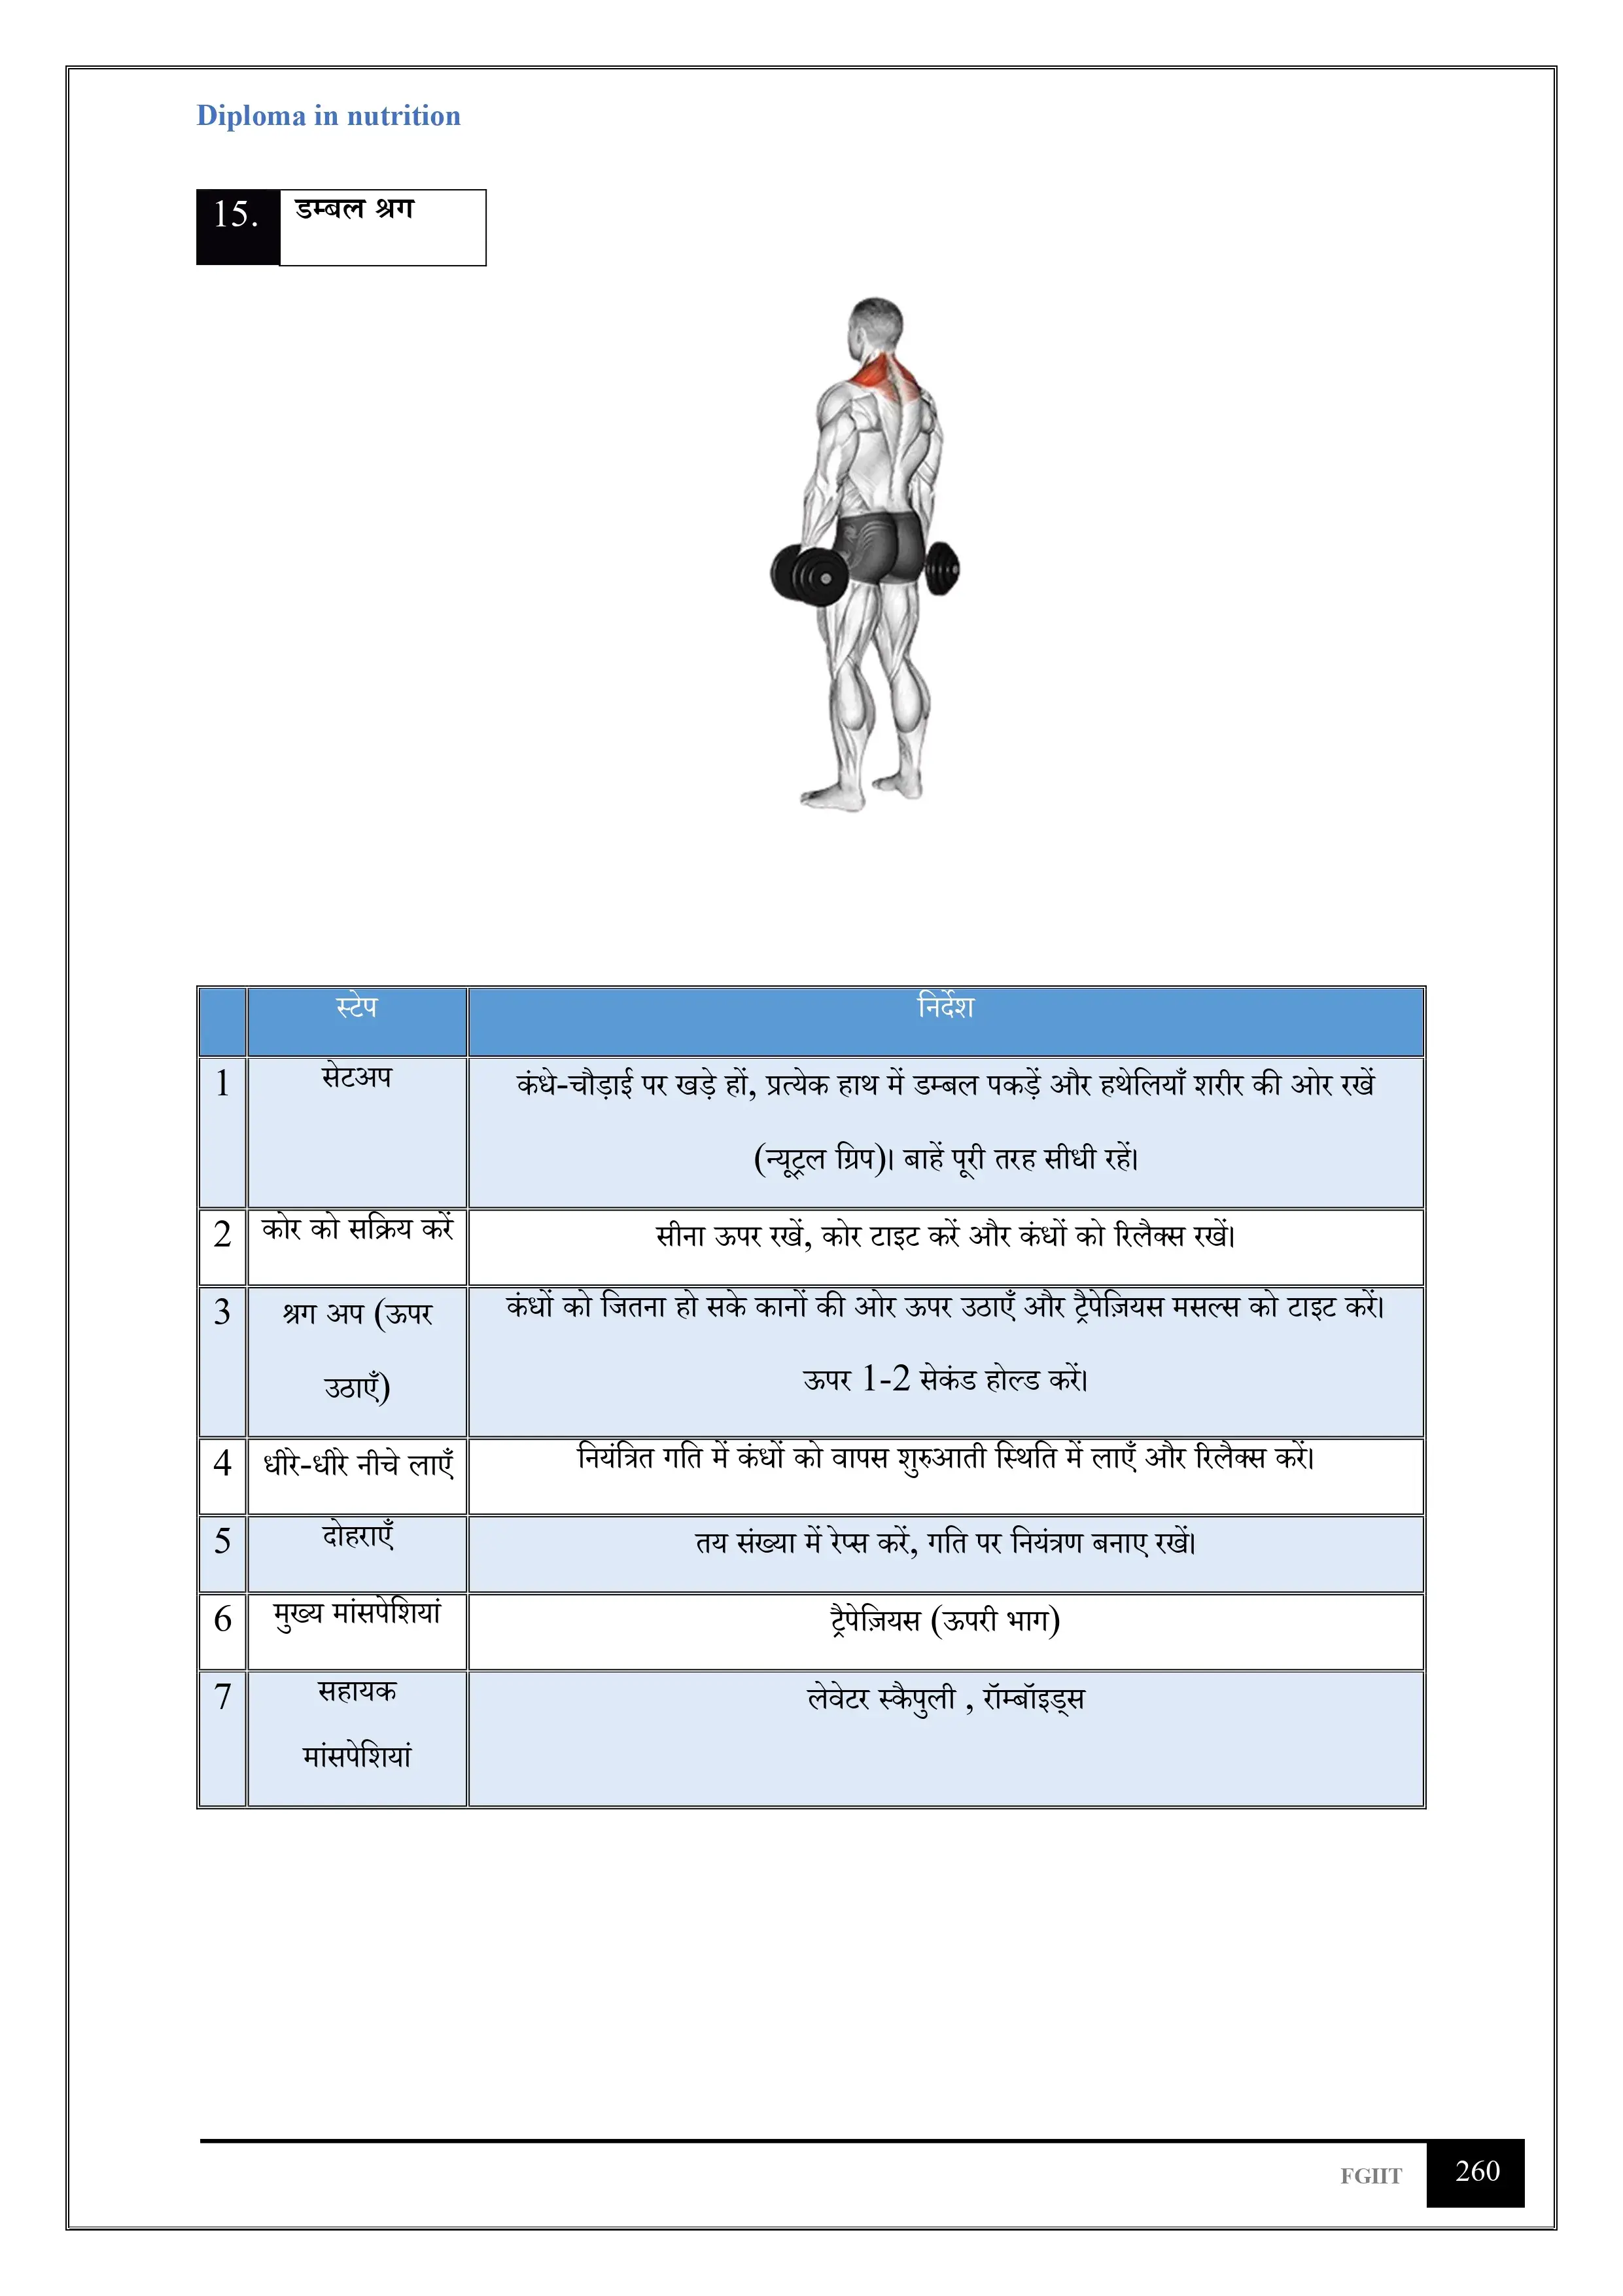 Diploma in nutrition
15. डम्बल श्रग
स्टेप निर्देश
1 सेटअप कंधे-चौड़ाई पर खड़े हों, प्रत्येक हाथ में डम्बल पकड़ें और हथेलियाँ शरीर की ओर रखें
(न्यूट्रल ग्रिप)। बाहें पूरी तरह सीधी रहें।
2 कोर को सक्रिय करें सीना ऊपर रखें, कोर टाइट करें और कंधों को रिलैक्स रखें।
3 श्रग अप (ऊपर कंधों को जितना हो सके कानों की ओर ऊपर उठाएँ और ट्रैपेज़ियस मसल्स को टाइट करें।
उठाएँ) ऊपर 1-2 सेकंड होल्ड करें।
4 धीरे-धीरे नीचे लाएँ नियंत्रित गति में कंधों को वापस शुरुआती स्थिति में लाएँ और रिलैक्स करें।
5 दोहराएँ तय संख्या में रेप्स करें, गति पर नियंत्रण बनाए रखें।
6 मुख्य मांसपेशियां ट्रैपेज़ियस (ऊपरी भाग)
7 सहायक लेवेटर स्कैपुली , रॉम्बॉइड्स
मांसपेशियां
FGIIT 260